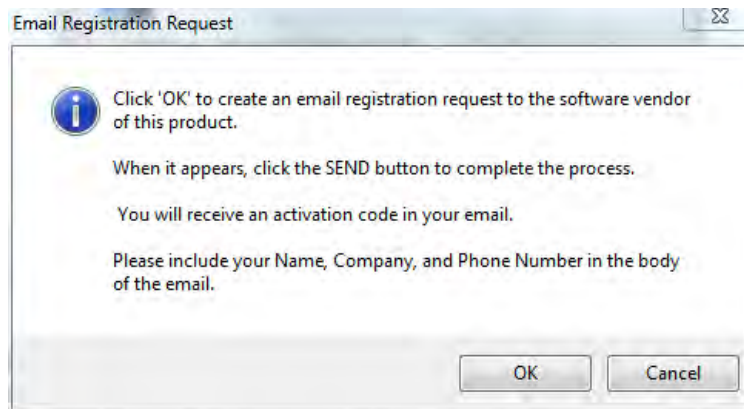 Email Registration Request
Click 'OK' to create an email registration request to the software vendor
of this product.
When it appears, click the SEND button to complete the process.
You will receive an activation code in your email.
Please include your Name, Company, and Phone Number in the body
of the email.
OK
Cancel